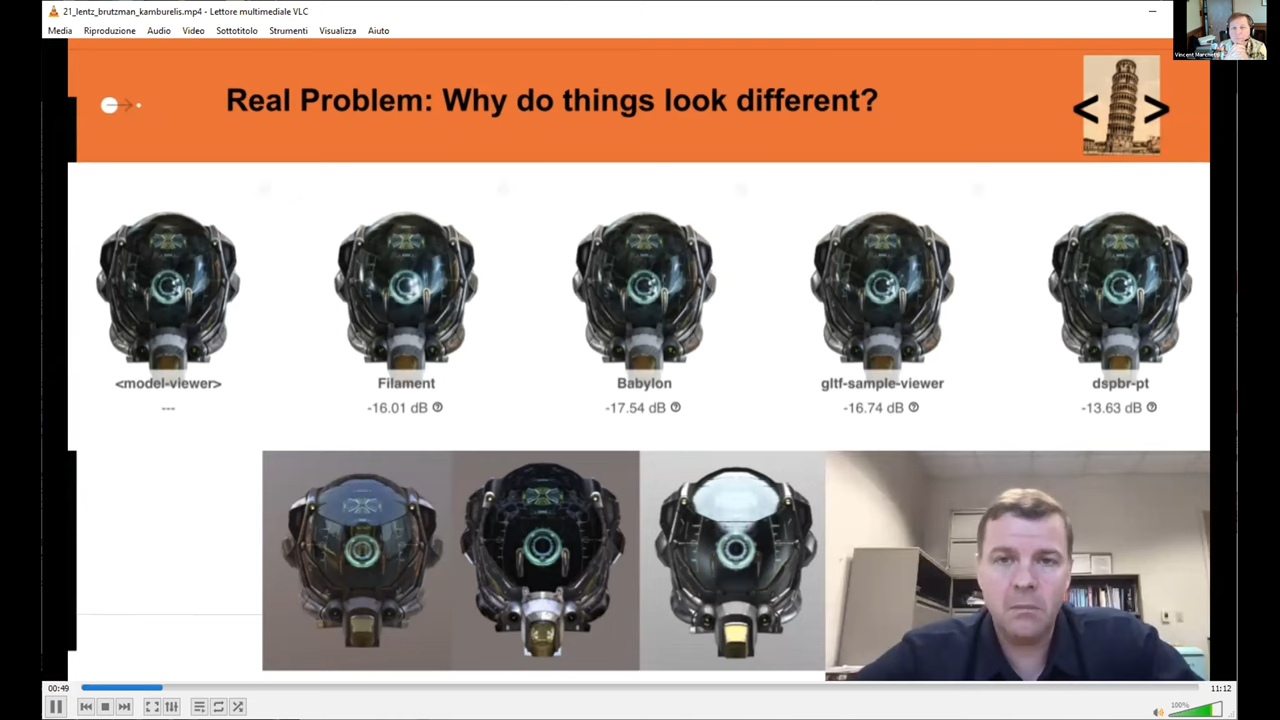 21_lentz_brutzman_kamburelis.mp4 - Lettore multimediale VLC
Media Riproduzione Audio Video Sottotitolo Strumenti Visualizza Aiuto
Real Problem: Why do things look different?
< >
<model-viewer> Filament Babylon gltf-sample-viewer dspbr-pt
--- -16.01 dB -17.54 dB -16.74 dB -13.63 dB
00:49 11:12
100%